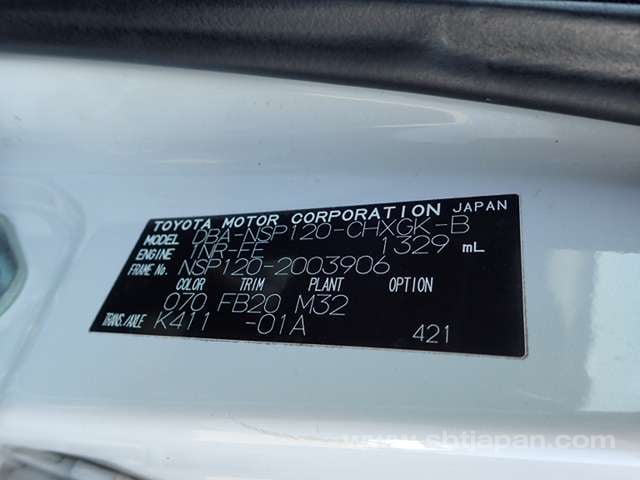 TOYOTA MOTOR CORPORATION JAPAN
MODEL DBA-NSP120-CHXGK-B
ENGINE 1NR-FE 1329 mL
FRAME No. NSP120-2003906
COLOR TRIM PLANT OPTION
070 FB20 M32
TRANS./AXLE K411 -01A 421
www.shtjapan.com